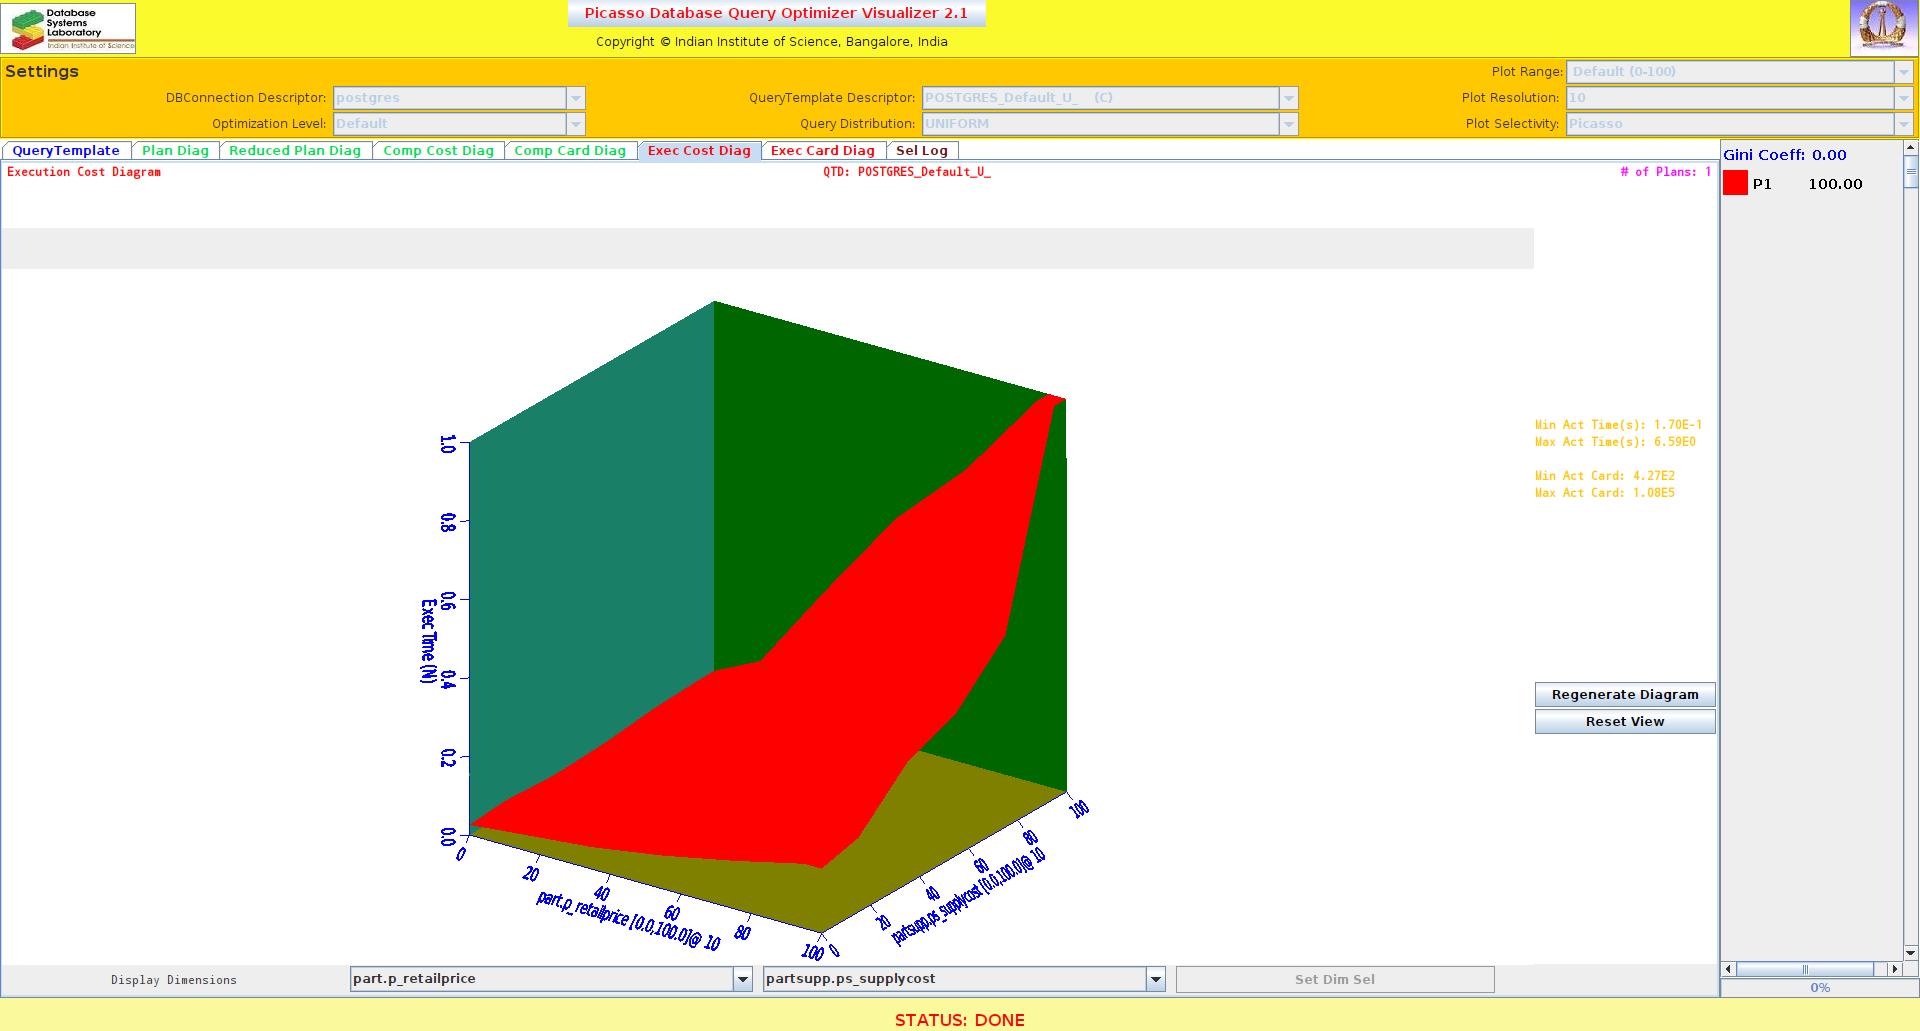 Database
Systems
Laboratory
Indian Institute of Science
Picasso Database Query Optimizer Visualizer 2.1
Copyright © Indian Institute of Science, Bangalore, India
Settings
Plot Range: Default (0-100)
DBConnection Descriptor: postgres
QueryTemplate Descriptor: POSTGRES_Default_U_ (C)
Plot Resolution: 10
Optimization Level: Default
Query Distribution: UNIFORM
Plot Selectivity: Picasso
QueryTemplate Plan Diag Reduced Plan Diag Comp Cost Diag Comp Card Diag Exec Cost Diag Exec Card Diag Sel Log
Execution Cost Diagram
QTD: POSTGRES_Default_U_
# of Plans: 1
Gini Coeff: 0.00
P1 100.00
Min Act Time(s): 1.70E-1
Max Act Time(s): 6.59E0
Min Act Card: 4.27E2
Max Act Card: 1.08E5
1.0
0.8
0.6
0.4
0.2
0.0
Exec Time (N)
0
20
40
60
80
100
part.p_retailprice [0.0,100.0]@ 10
0
20
40
60
80
100
partsupp.ps_supplycost [0.0,100.0]@ 10
Regenerate Diagram
Reset View
Display Dimensions
part.p_retailprice
partsupp.ps_supplycost
Set Dim Sel
0%
STATUS: DONE